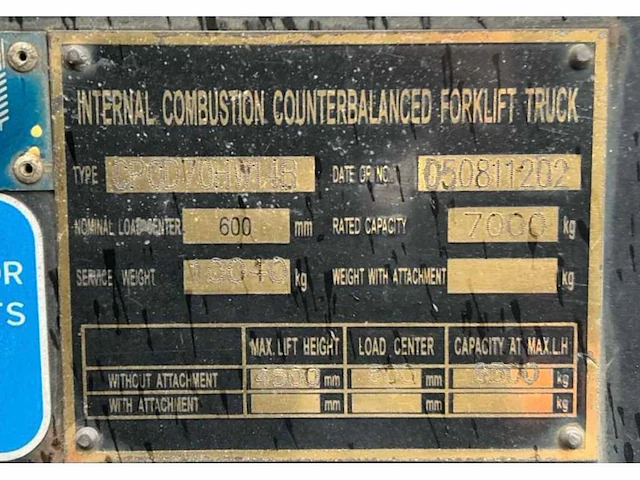 INTERNAL COMBUSTION COUNTERBALANCED FORKLIFT TRUCK
TYPE DATE OR NO. 050811202
NOMINAL LOAD CENTER 600 mm RATED CAPACITY 7000 kg
SERVICE WEIGHT kg WEIGHT WITH ATTACHMENT kg
MAX. LIFT HEIGHT LOAD CENTER CAPACITY AT MAX.L.H
WITHOUT ATTACHMENT 4500 mm mm kg
WITH ATTACHMENT mm mm kg
OR
TS